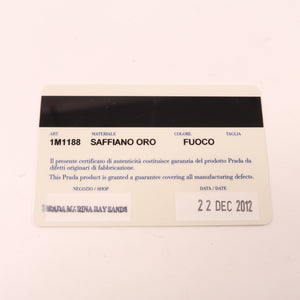 ART MATERIALE COLORE TAGLIA
1M1188 SAFFIANO ORO FUOCO
Il presente certificato di autenticità costituisce garanzia del prodotto Prada da
difetti originari di fabbricazione.
This Prada product is granted a guarantee covering all manufacturing defects.
NEGOZIO / SHOP DATA / DATE
PRADA MARINA BAY SANDS 22 DEC 2012